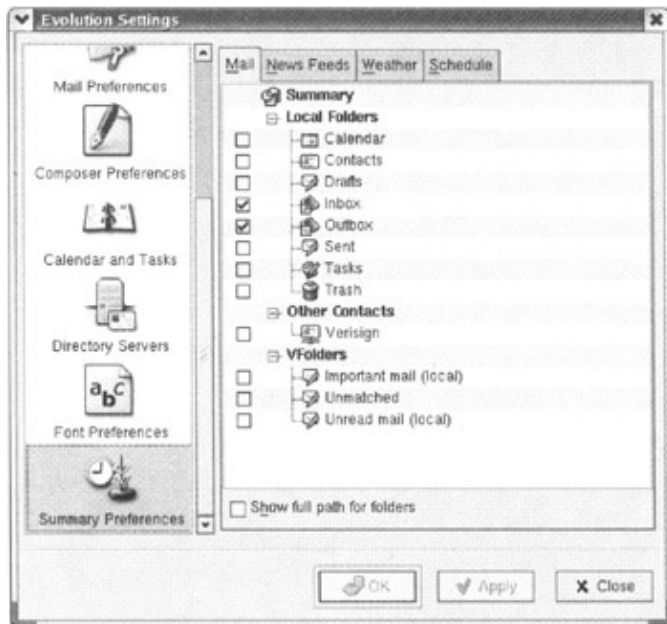 Evolution Settings
Mail Preferences
Composer Preferences
Calendar and Tasks
Directory Servers
abc
Font Preferences
Summary Preferences
Mail
News Feeds
Weather
Schedule
Summary
Local Folders
Calendar
Contacts
Drafts
Inbox
Outbox
Sent
Tasks
Trash
Other Contacts
Verisign
VFolders
Important mail (local)
Unmatched
Unread mail (local)
Show full path for folders
OK
Apply
X Close